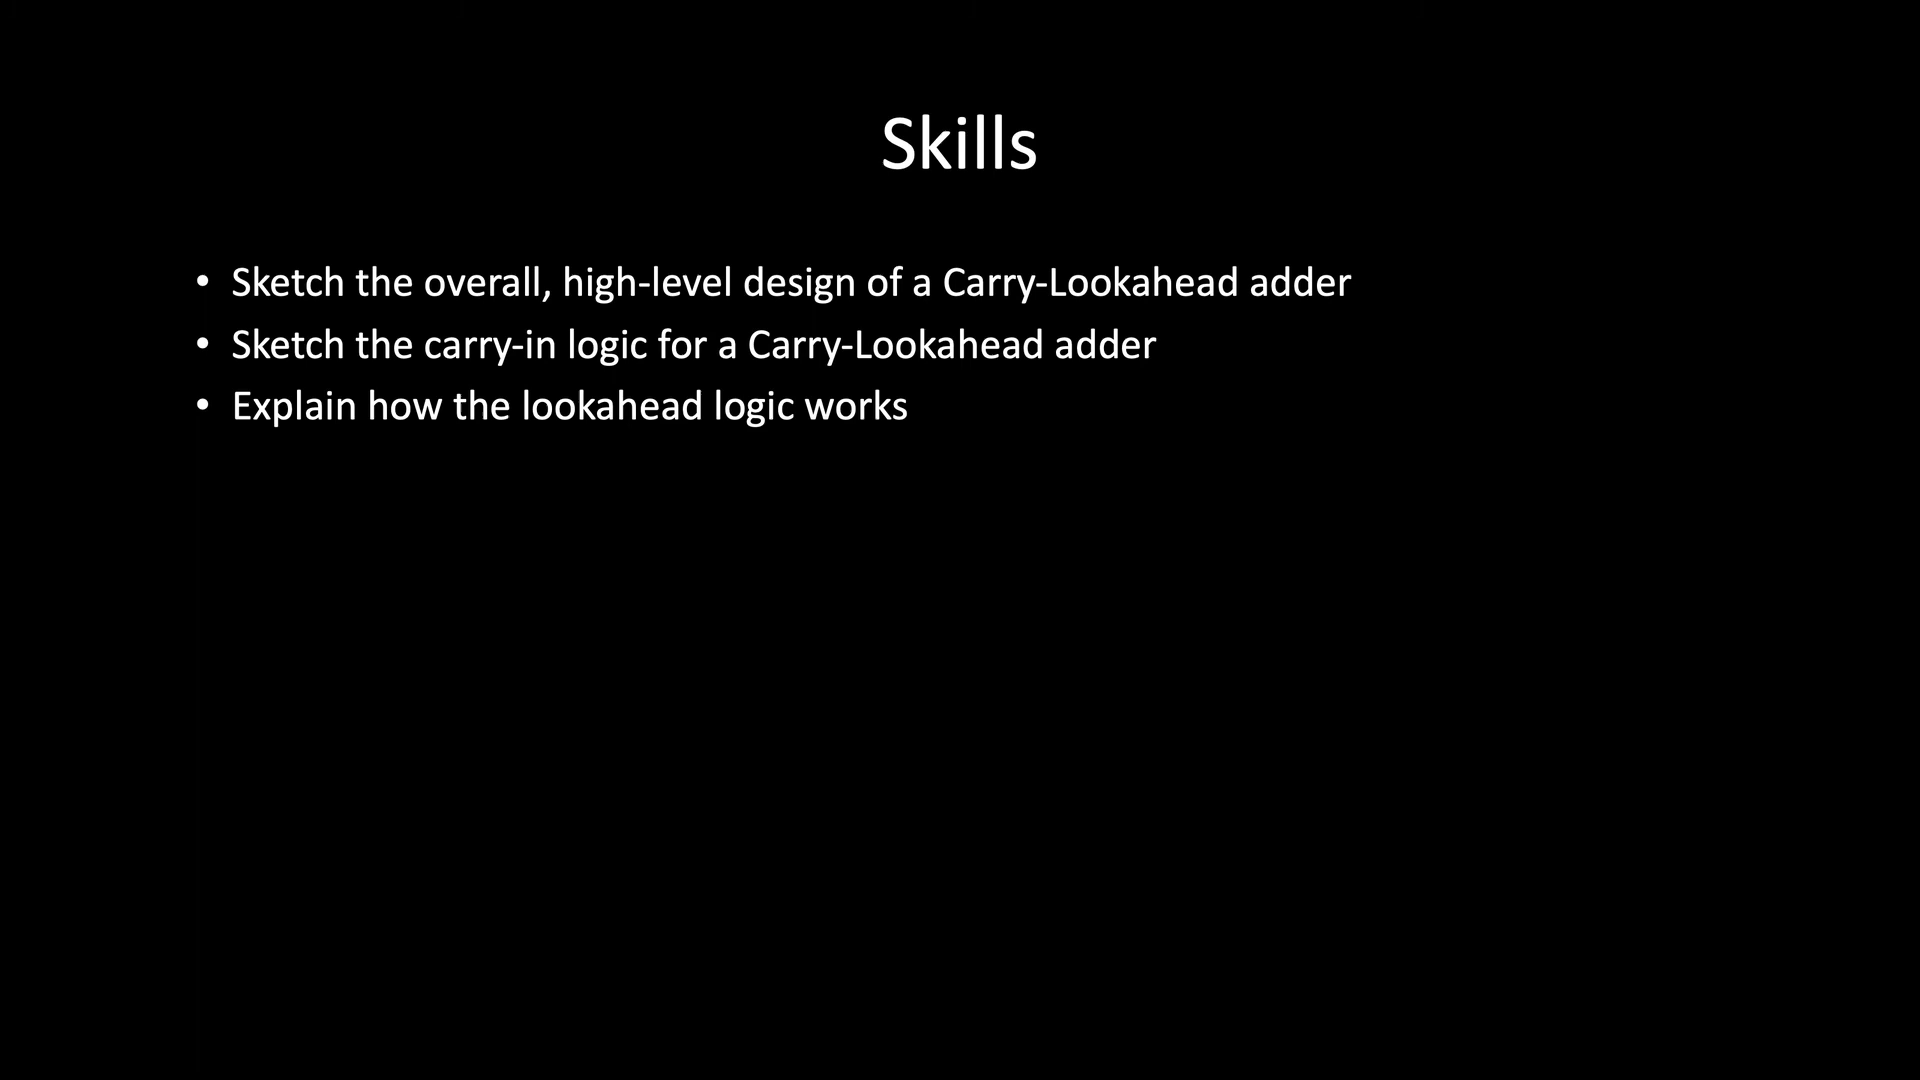 Skills
• Sketch the overall, high-level design of a Carry-Lookahead adder
• Sketch the carry-in logic for a Carry-Lookahead adder
• Explain how the lookahead logic works